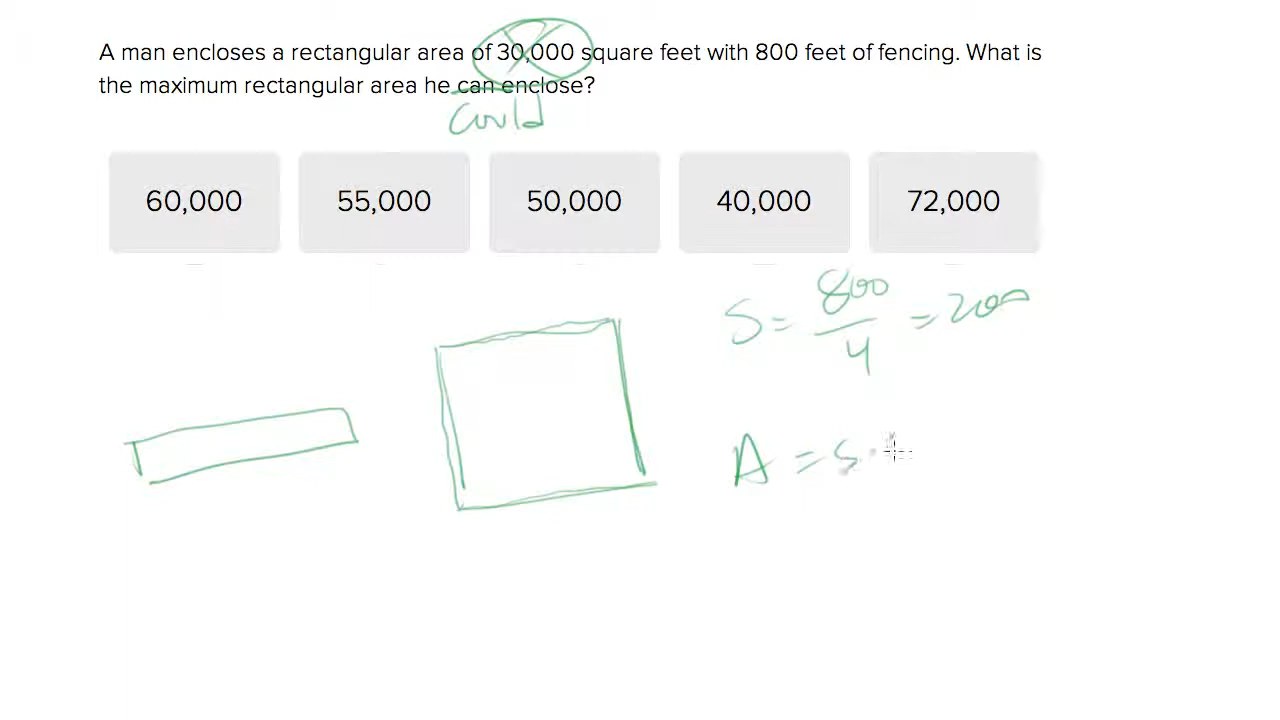 A man encloses a rectangular area of 30,000 square feet with 800 feet of fencing. What is
the maximum rectangular area he can enclose?
could
60,000 55,000 50,000 40,000 72,000
S = 800/4 = 200
A = s.